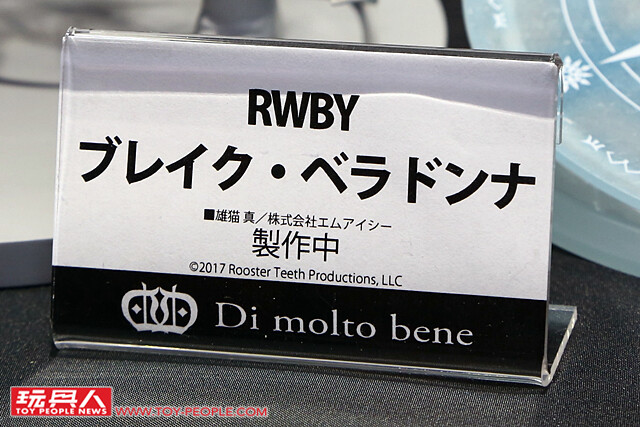 RWBY
ブレイク・ベラドンナ
■雄猫 真／株式会社エムアイシー
製作中
©2017 Rooster Teeth Productions, LLC
Di molto bene
玩具人
TOY PEOPLE NEWS
WWW.TOY-PEOPLE.COM